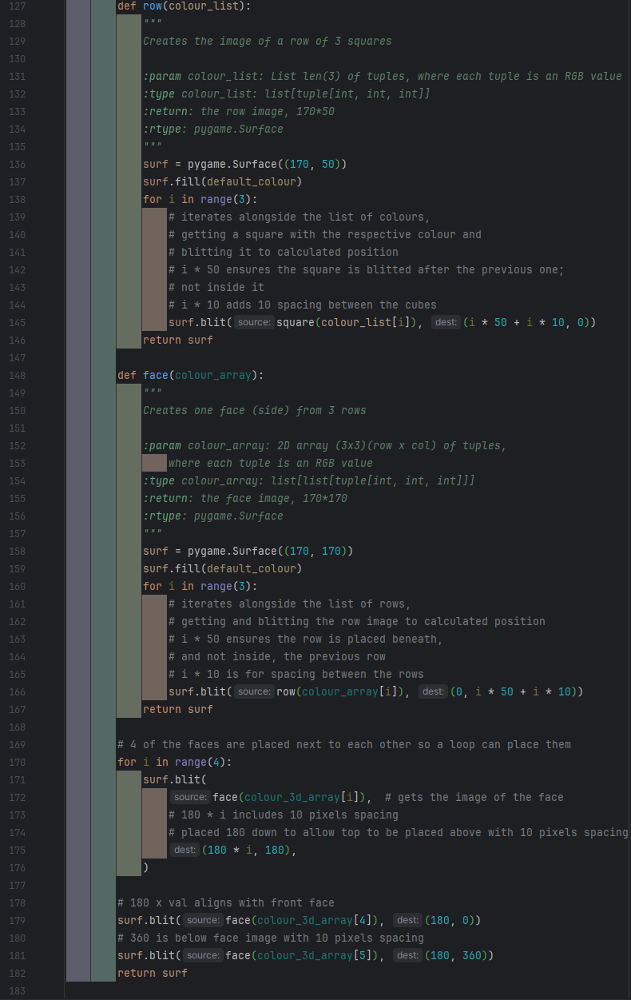 127 def row(colour_list):
128 """
129 Creates the image of a row of 3 squares
130
131 :param colour_list: List len(3) of tuples, where each tuple is an RGB value
132 :type colour_list: list[tuple[int, int, int]]
133 :return: the row image, 170*50
134 :rtype: pygame.Surface
135 """
136 surf = pygame.Surface((170, 50))
137 surf.fill(default_colour)
138 for i in range(3):
139 # iterates alongside the list of colours,
140 # getting a square with the respective colour and
141 # blitting it to calculated position
142 # i * 50 ensures the square is blitted after the previous one;
143 # not inside it
144 # i * 10 adds 10 spacing between the cubes
145 surf.blit( source: square(colour_list[i]), dest: (i * 50 + i * 10, 0))
146 return surf
147
148 def face(colour_array):
149 """
150 Creates one face (side) from 3 rows
151
152 :param colour_array: 2D array (3x3)(row x col) of tuples,
153 where each tuple is an RGB value
154 :type colour_array: list[list[tuple[int, int, int]]]
155 :return: the face image, 170*170
156 :rtype: pygame.Surface
157 """
158 surf = pygame.Surface((170, 170))
159 surf.fill(default_colour)
160 for i in range(3):
161 # iterates alongside the list of rows,
162 # getting and blitting the row image to calculated position
163 # i * 50 ensures the row is placed beneath,
164 # and not inside, the previous row
165 # i * 10 is for spacing between the rows
166 surf.blit( source: row(colour_array[i]), dest: (0, i * 50 + i * 10))
167 return surf
168
169 # 4 of the faces are placed next to each other so a loop can place them
170 for i in range(4):
171 surf.blit(
172 source: face(colour_3d_array[i]), # gets the image of the face
173 # 180 * i includes 10 pixels spacing
174 # placed 180 down to allow top to be placed above with 10 pixels spacing
175 dest: (180 * i, 180),
176 )
177
178 # 180 x val aligns with front face
179 surf.blit( source: face(colour_3d_array[4]), dest: (180, 0))
180 # 360 is below face image with 10 pixels spacing
181 surf.blit( source: face(colour_3d_array[5]), dest: (180, 360))
182 return surf
183